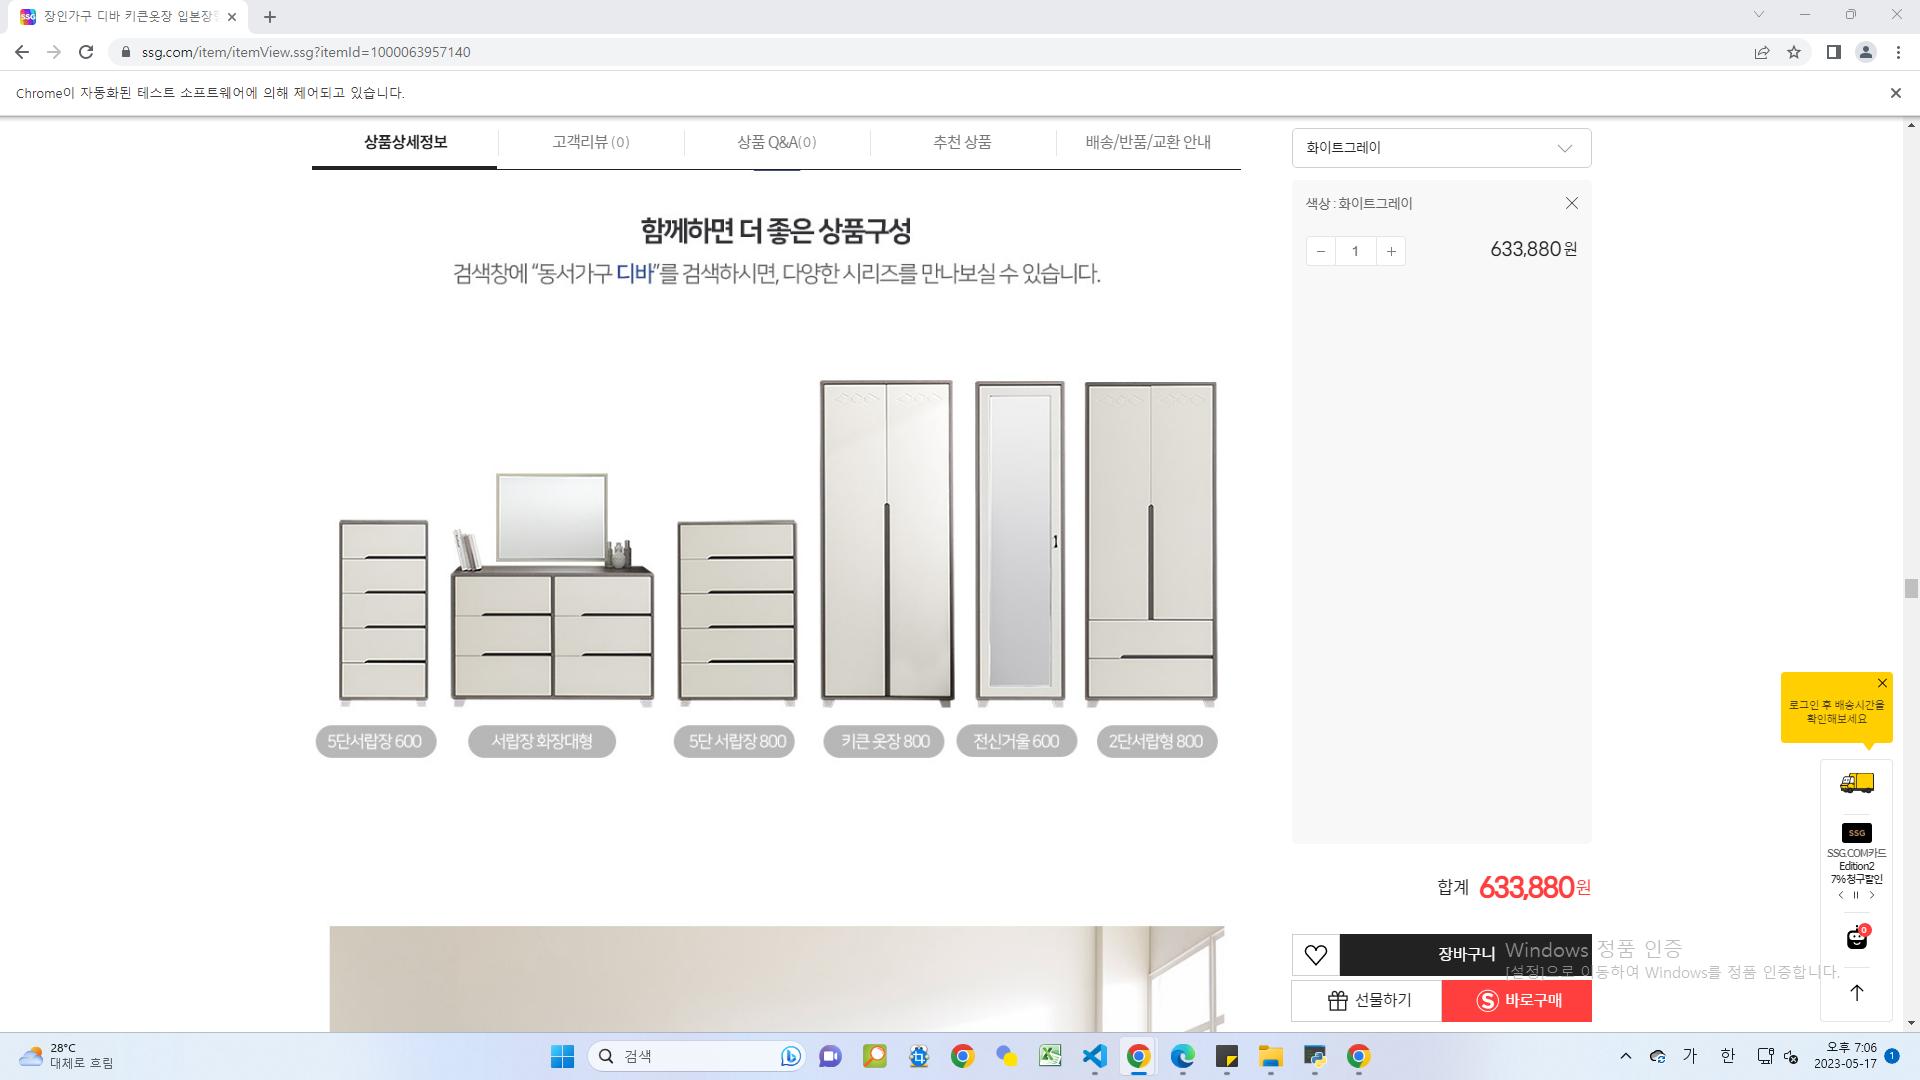 장인가구 디바 키큰옷장 입본장롱
ssg.com/item/itemView.ssg?itemId=1000063957140
Chrome이 자동화된 테스트 소프트웨어에 의해 제어되고 있습니다.
상품상세정보
고객리뷰 (0)
상품 Q&A(0)
추천 상품
배송/반품/교환 안내
화이트그레이
색상 : 화이트그레이
1
633,880원
함께하면 더 좋은 상품구성
검색창에 “동서가구 디바”를 검색하시면, 다양한 시리즈를 만나보실 수 있습니다.
5단서랍장 600
서랍장 화장대형
5단 서랍장 800
키큰 옷장 800
전신거울 600
2단서랍형 800
로그인 후 배송시간을
확인해보세요
SSG
SSG.COM카드
Edition2
7% 청구할인
0
합계 633,880원
장바구니
선물하기
바로구매
Windows 정품 인증
[설정]으로 이동하여 Windows를 정품 인증합니다.
28°C
대체로 흐림
검색
가
한
오후 7:06
2023-05-17
1